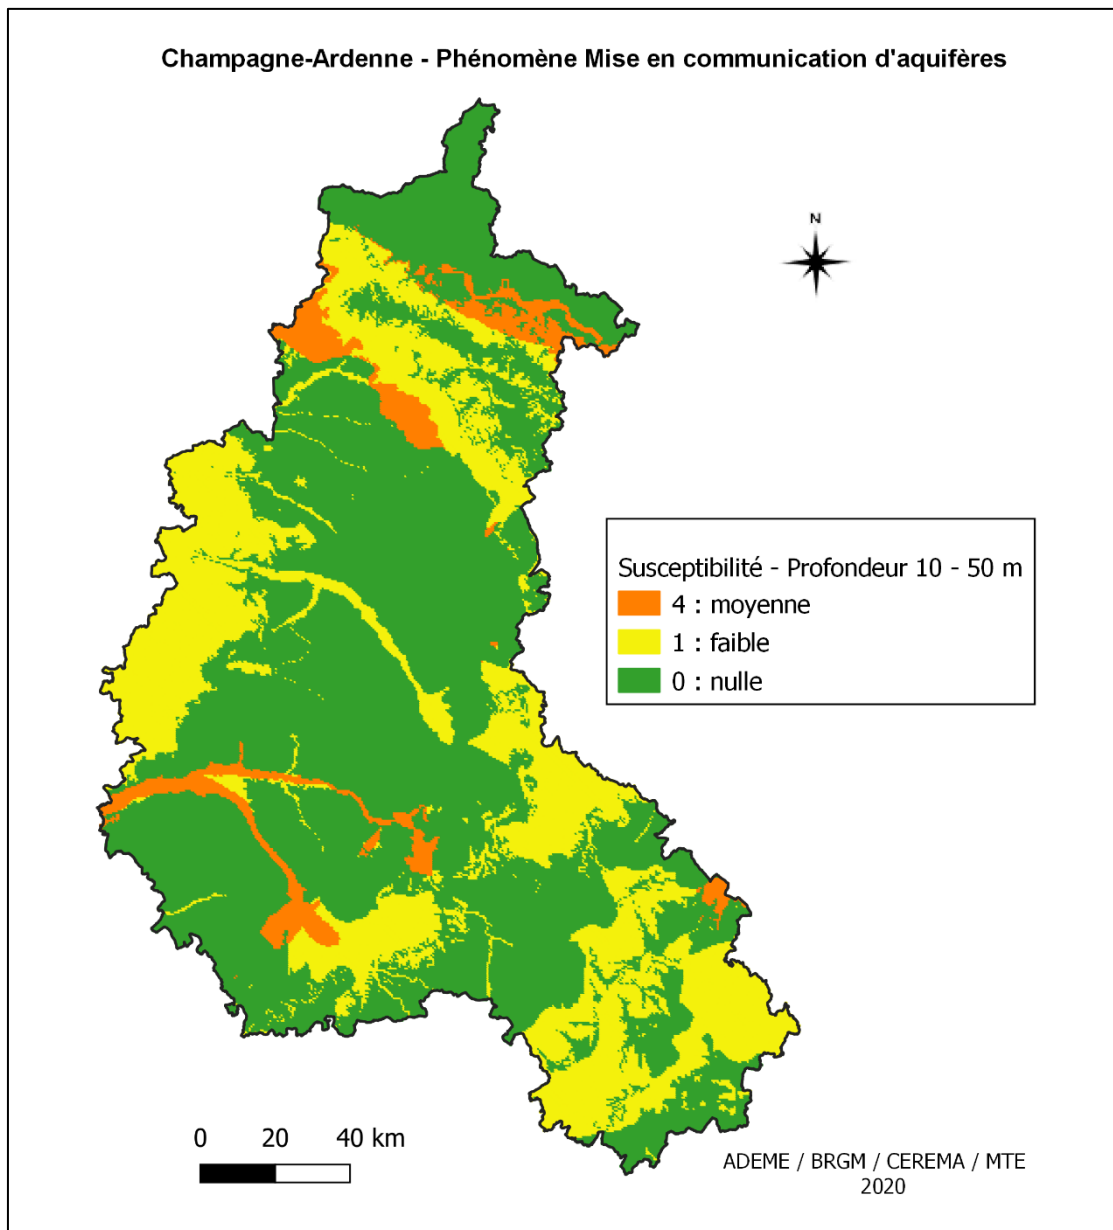 Champagne-Ardenne - Phénomène Mise en communication d'aquifères
N
Susceptibilité - Profondeur 10 - 50 m
4 : moyenne
1 : faible
0 : nulle
0 20 40 km
ADEME / BRGM / CEREMA / MTE
2020